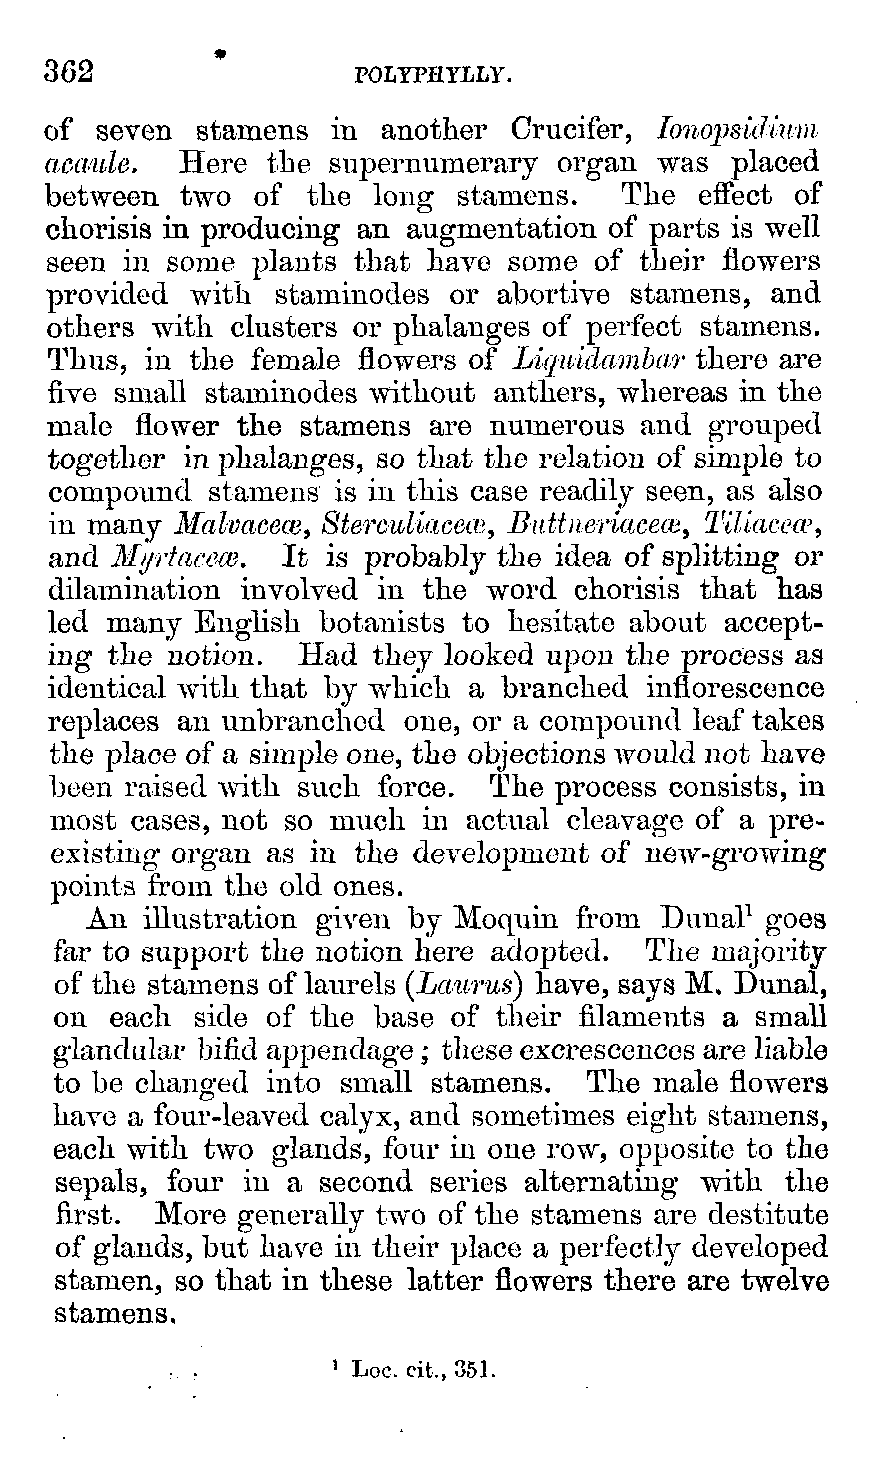 362 POLYPHYLLY.
of seven stamens in another Crucifer, Ionopsidium
acaule. Here the supernumerary organ was placed
between two of the long stamens. The effect of
chorisis in producing an augmentation of parts is well
seen in some plants that have some of their flowers
provided with staminodes or abortive stamens, and
others with clusters or phalanges of perfect stamens.
Thus, in the female flowers of Liquidambar there are
five small staminodes without anthers, whereas in the
male flower the stamens are numerous and grouped
together in phalanges, so that the relation of simple to
compound stamens is in this case readily seen, as also
in many Malvaceæ, Sterculiaceæ, Buttneriaceæ, Tiliaceæ,
and Myrtaceæ. It is probably the idea of splitting or
dilamination involved in the word chorisis that has
led many English botanists to hesitate about accept-
ing the notion. Had they looked upon the process as
identical with that by which a branched inflorescence
replaces an unbranched one, or a compound leaf takes
the place of a simple one, the objections would not have
been raised with such force. The process consists, in
most cases, not so much in actual cleavage of a pre-
existing organ as in the development of new-growing
points from the old ones.
An illustration given by Moquin from Dunal¹ goes
far to support the notion here adopted. The majority
of the stamens of laurels (Laurus) have, says M. Dunal,
on each side of the base of their filaments a small
glandular bifid appendage; these excrescences are liable
to be changed into small stamens. The male flowers
have a four-leaved calyx, and sometimes eight stamens,
each with two glands, four in one row, opposite to the
sepals, four in a second series alternating with the
first. More generally two of the stamens are destitute
of glands, but have in their place a perfectly developed
stamen, so that in these latter flowers there are twelve
stamens.
¹ Loc. cit., 351.